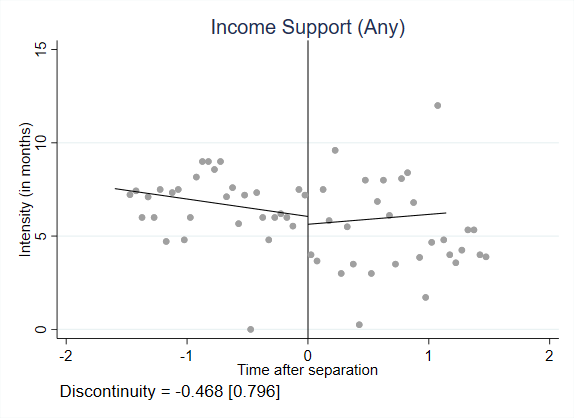 Income Support (Any)
Intensity (in months)
15
10
5
0
-2
-1
0
1
2
Time after separation
Discontinuity = -0.468 [0.796]